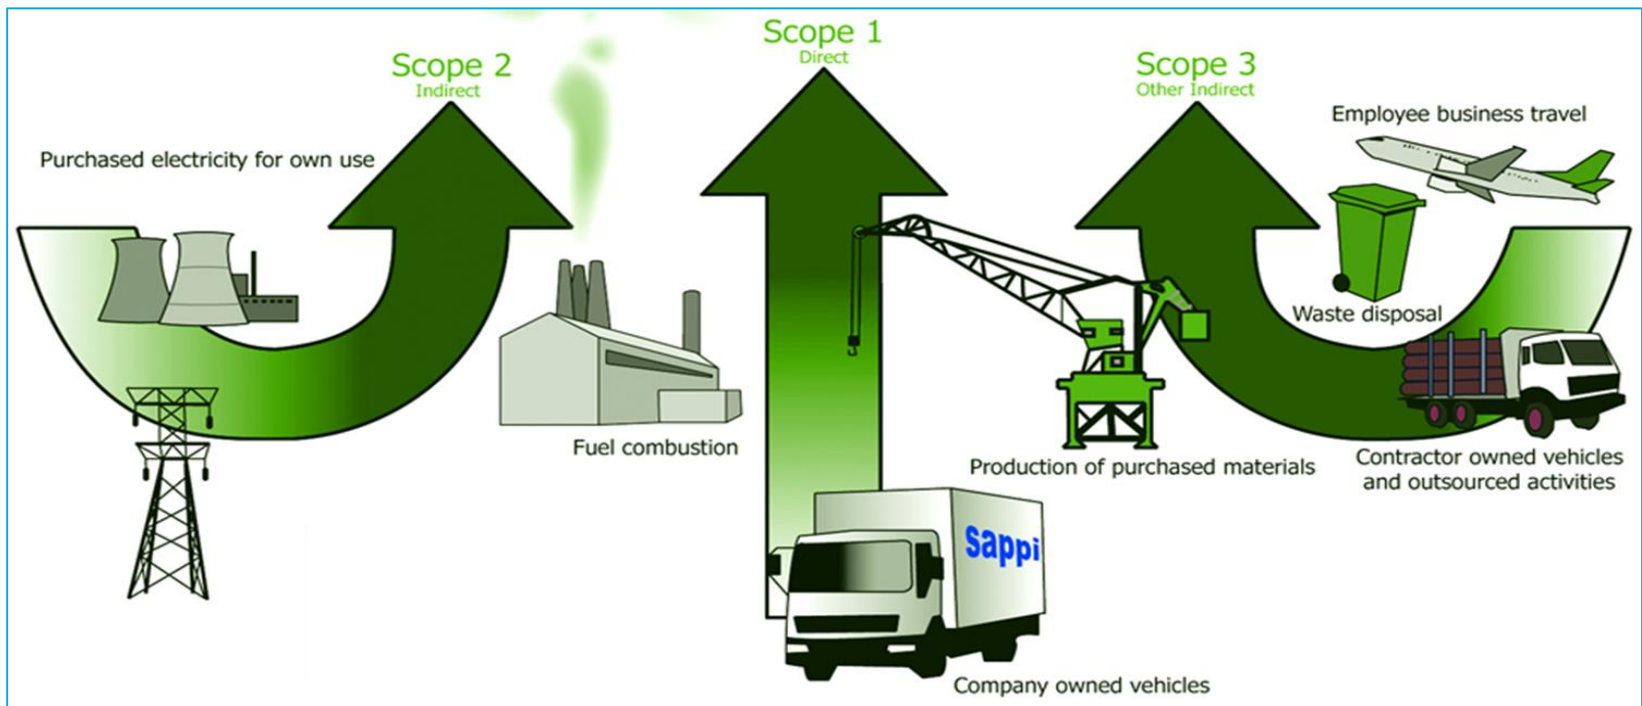 Scope 2
Indirect
Scope 1
Direct
Scope 3
Other Indirect
Purchased electricity for own use
Employee business travel
Waste disposal
Fuel combustion
Production of purchased materials
Contractor owned vehicles
and outsourced activities
sappi
Company owned vehicles